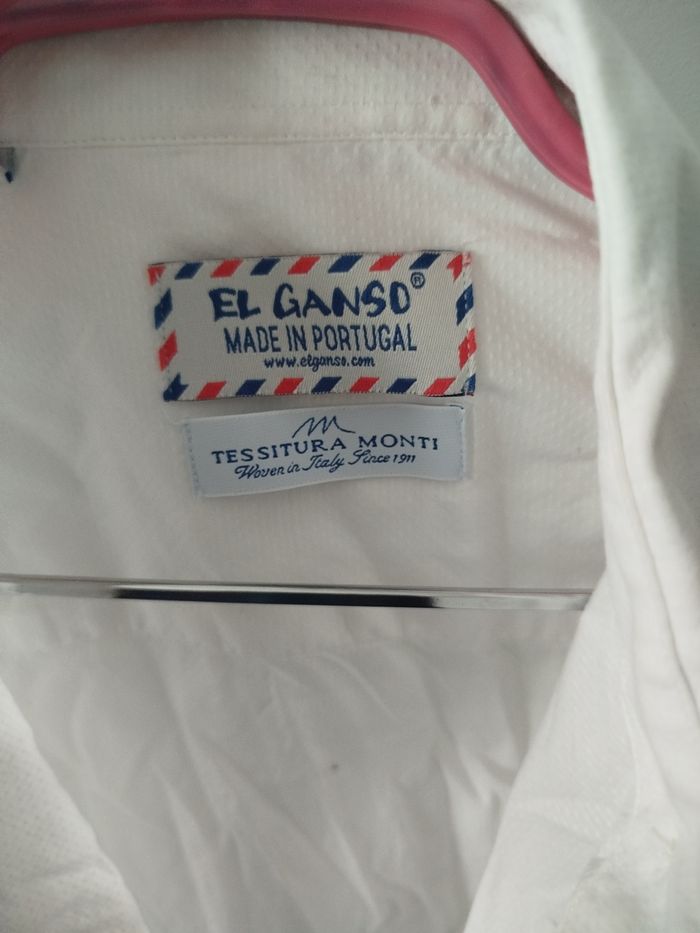 EL GANSO®
MADE IN PORTUGAL
www.elganso.com
TESSITURA MONTI
Woven in Italy Since 1911